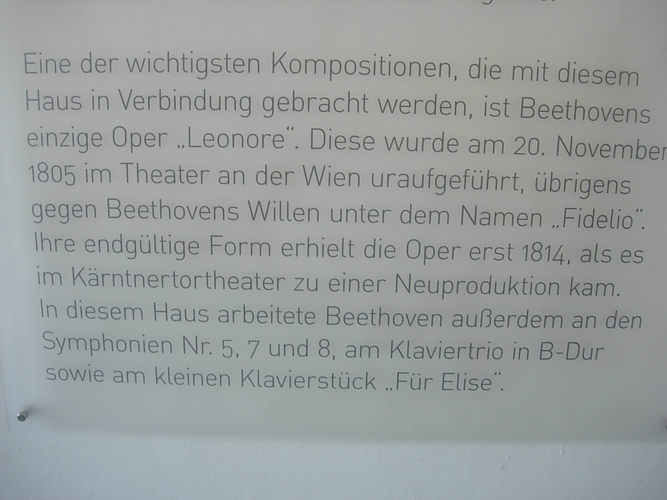 Eine der wichtigsten Kompositionen, die mit diesem
Haus in Verbindung gebracht werden, ist Beethovens
einzige Oper „Leonore“. Diese wurde am 20. November
1805 im Theater an der Wien uraufgeführt, übrigens
gegen Beethovens Willen unter dem Namen „Fidelio“.
Ihre endgültige Form erhielt die Oper erst 1814, als es
im Kärntnertortheater zu einer Neuproduktion kam.
In diesem Haus arbeitete Beethoven außerdem an den
Symphonien Nr. 5, 7 und 8, am Klaviertrio in B-Dur
sowie am kleinen Klavierstück „Für Elise“.